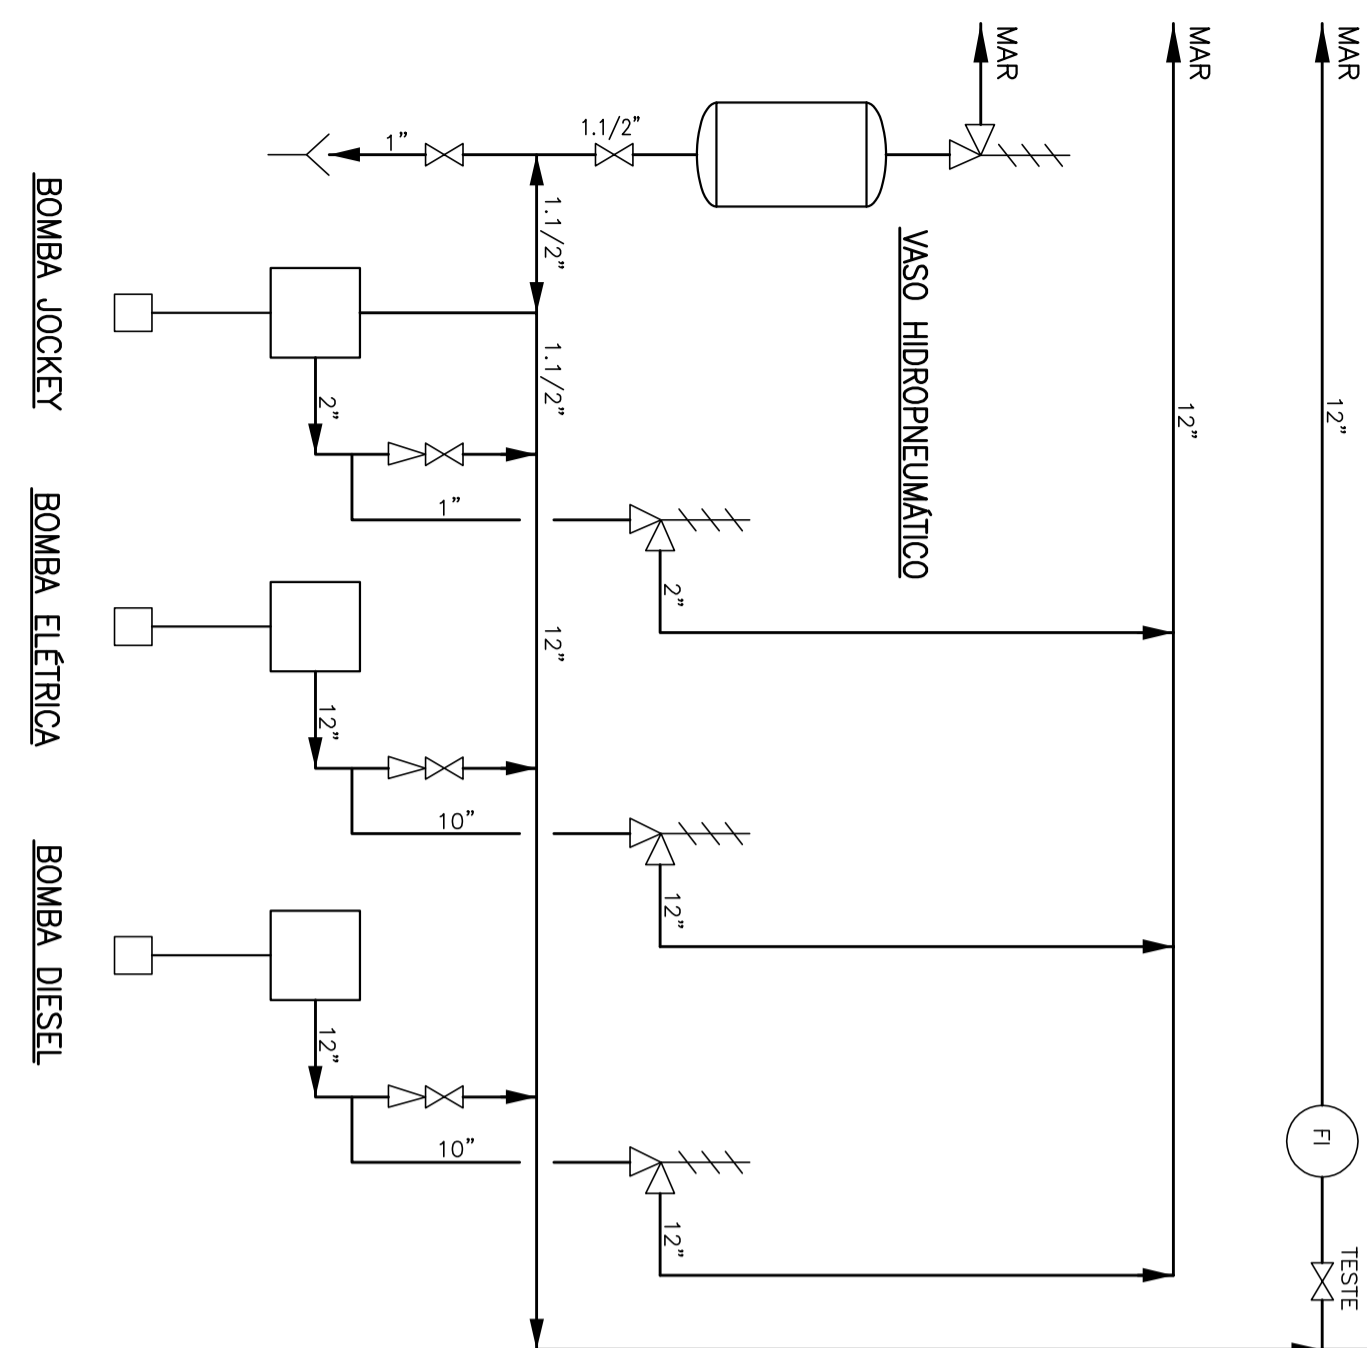 MAR
MAR
MAR
1"
1.1/2"
1.1/2"
VASO HIDROPNEUMÁTICO
BOMBA JOCKEY
2"
1.1/2"
12"
12"
1"
2"
BOMBA ELÉTRICA
12"
12"
10"
12"
BOMBA DIESEL
12"
10"
12"
FI
TESTE